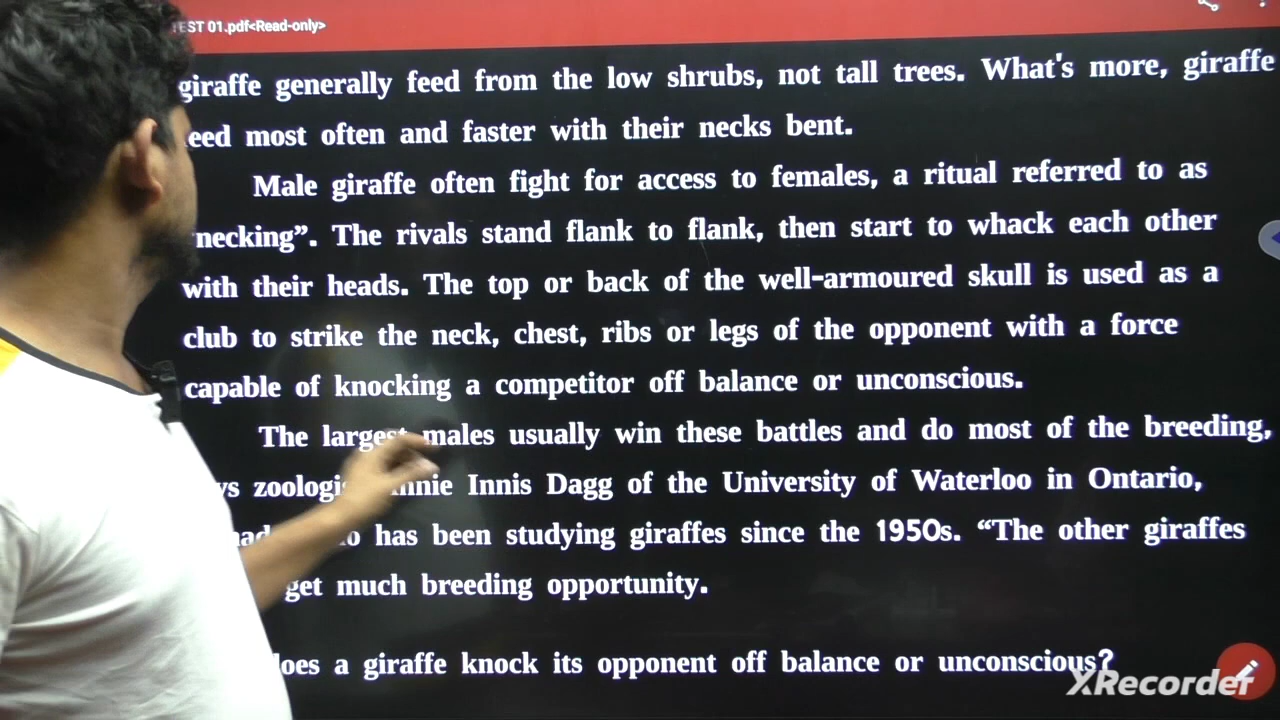 TEST 01.pdf<Read-only>
giraffe generally feed from the low shrubs, not tall trees. What's more, giraffe
eed most often and faster with their necks bent.
Male giraffe often fight for access to females, a ritual referred to as
necking”. The rivals stand flank to flank, then start to whack each other
with their heads. The top or back of the well-armoured skull is used as a
club to strike the neck, chest, ribs or legs of the opponent with a force
capable of knocking a competitor off balance or unconscious.
The largest males usually win these battles and do most of the breeding,
Innis Dagg of the University of Waterloo in Ontario,
has been studying giraffes since the 1950s. “The other giraffes
get much breeding opportunity.
does a giraffe knock its opponent off balance or unconscious?
XRecorder